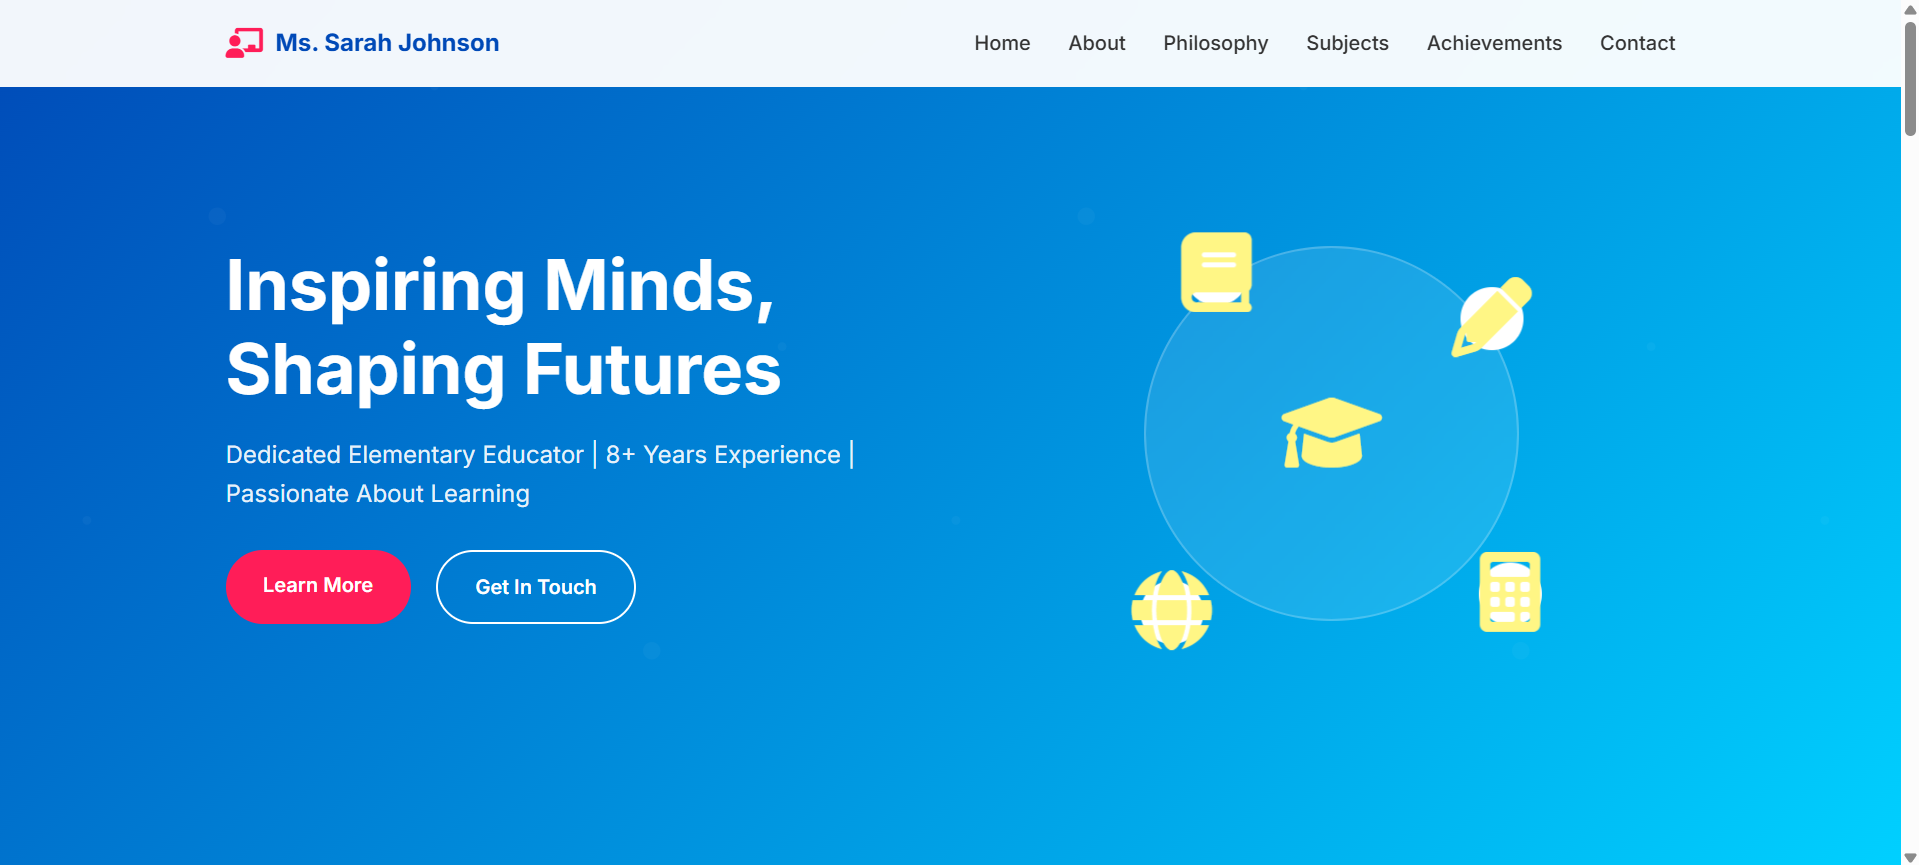 Ms. Sarah Johnson
Home About Philosophy Subjects Achievements Contact
Inspiring Minds,
Shaping Futures
Dedicated Elementary Educator | 8+ Years Experience |
Passionate About Learning
Learn More
Get In Touch